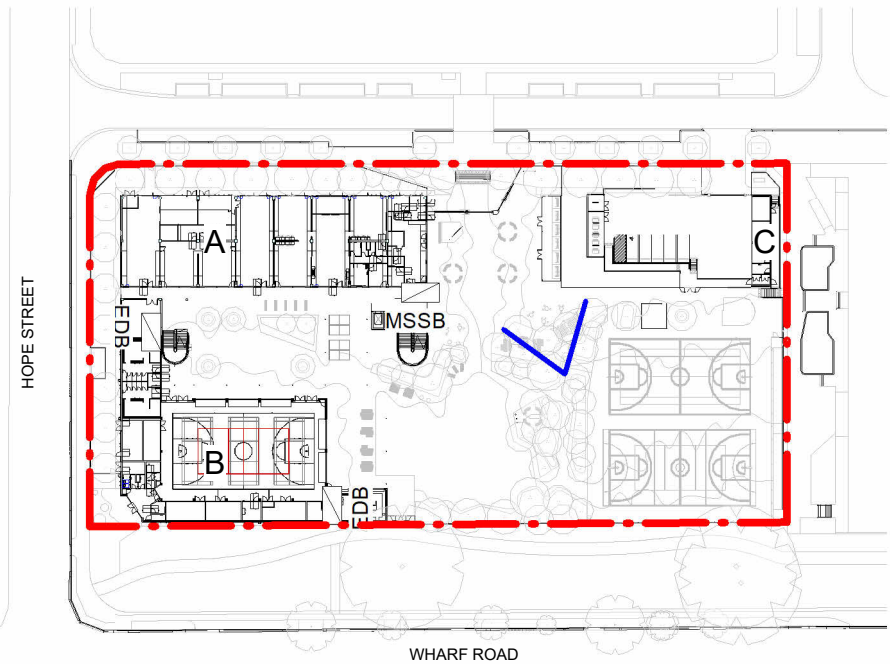 A
C
HOPE STREET
EDB
MSSB
B
EDB
WHARF ROAD